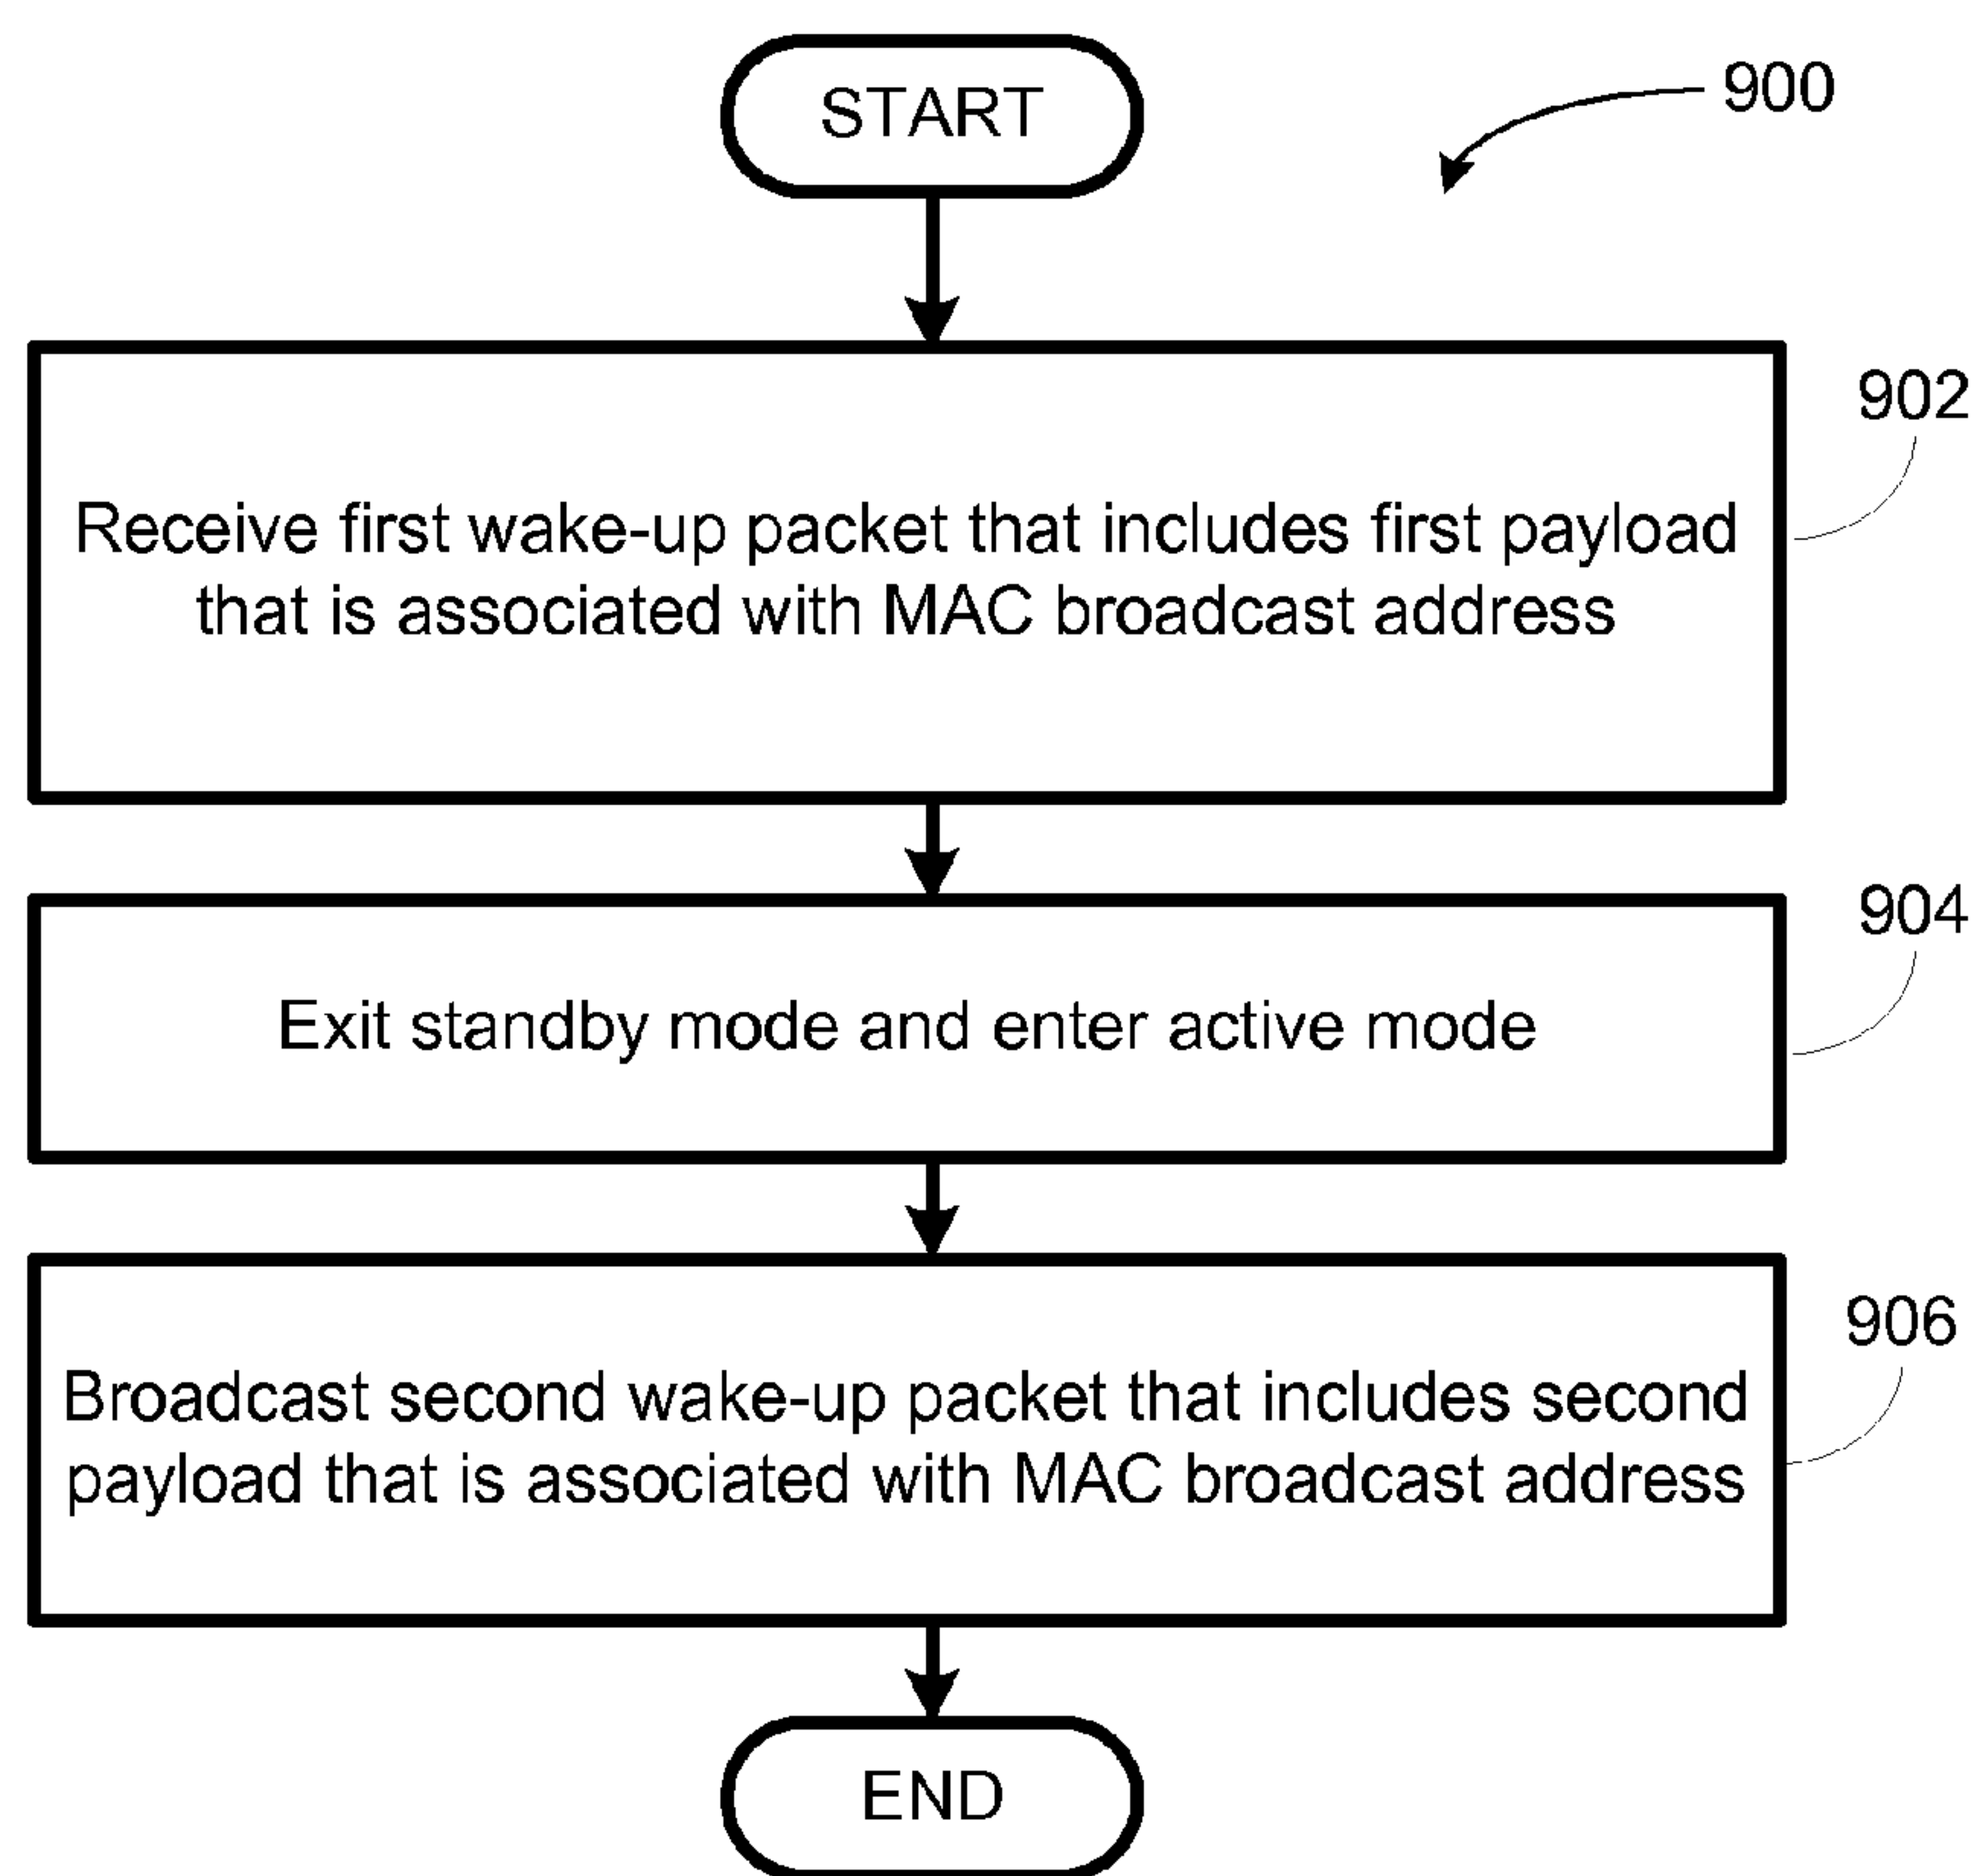 START
900
902
Receive first wake-up packet that includes first payload
that is associated with MAC broadcast address
904
Exit standby mode and enter active mode
906
Broadcast second wake-up packet that includes second
payload that is associated with MAC broadcast address
END